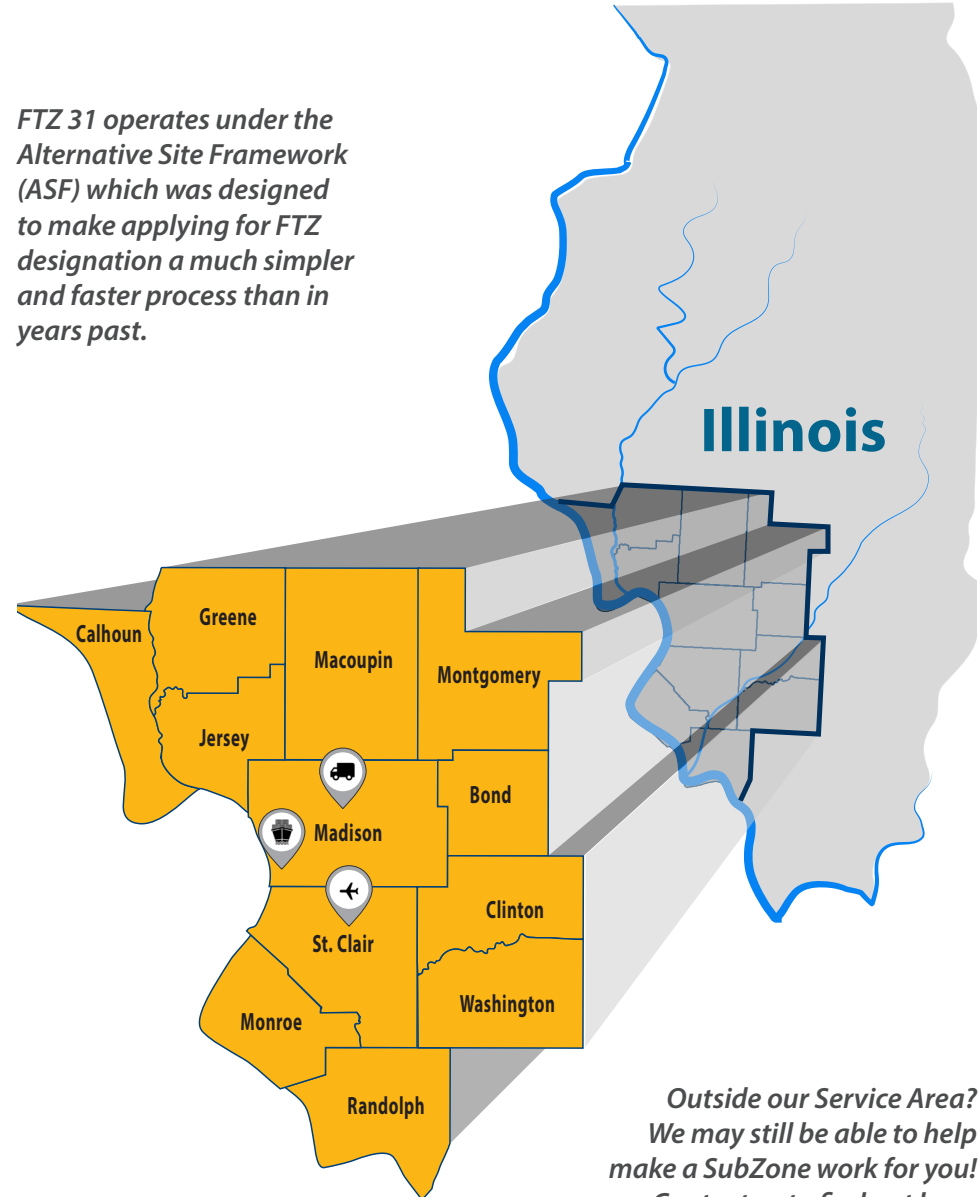 FTZ 31 operates under the
Alternative Site Framework
(ASF) which was designed
to make applying for FTZ
designation a much simpler
and faster process than in
years past.
Illinois
Calhoun
Greene
Macoupin
Montgomery
Jersey
Bond
Madison
Clinton
St. Clair
Washington
Monroe
Randolph
Outside our Service Area?
We may still be able to help
make a SubZone work for you!